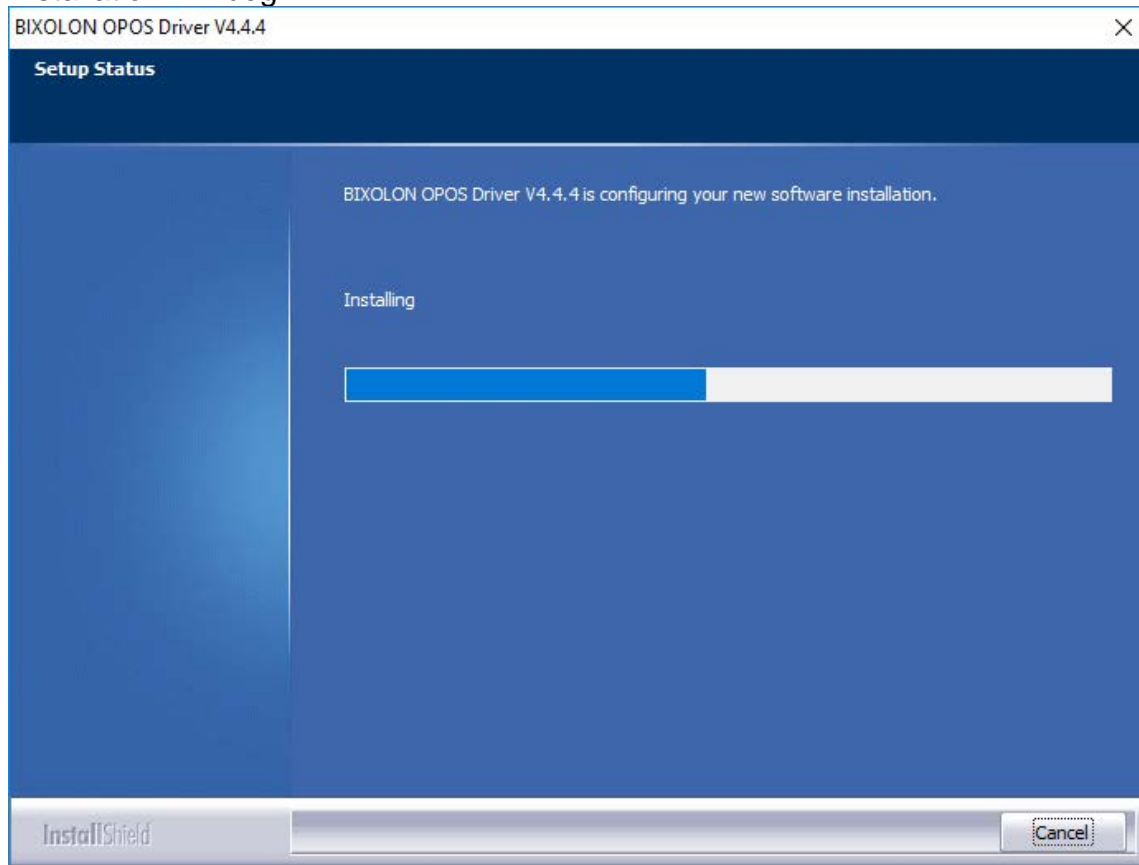 BIXOLON OPOS Driver V4.4.4
Setup Status
BIXOLON OPOS Driver V4.4.4 is configuring your new software installation.
Installing
InstallShield
Cancel